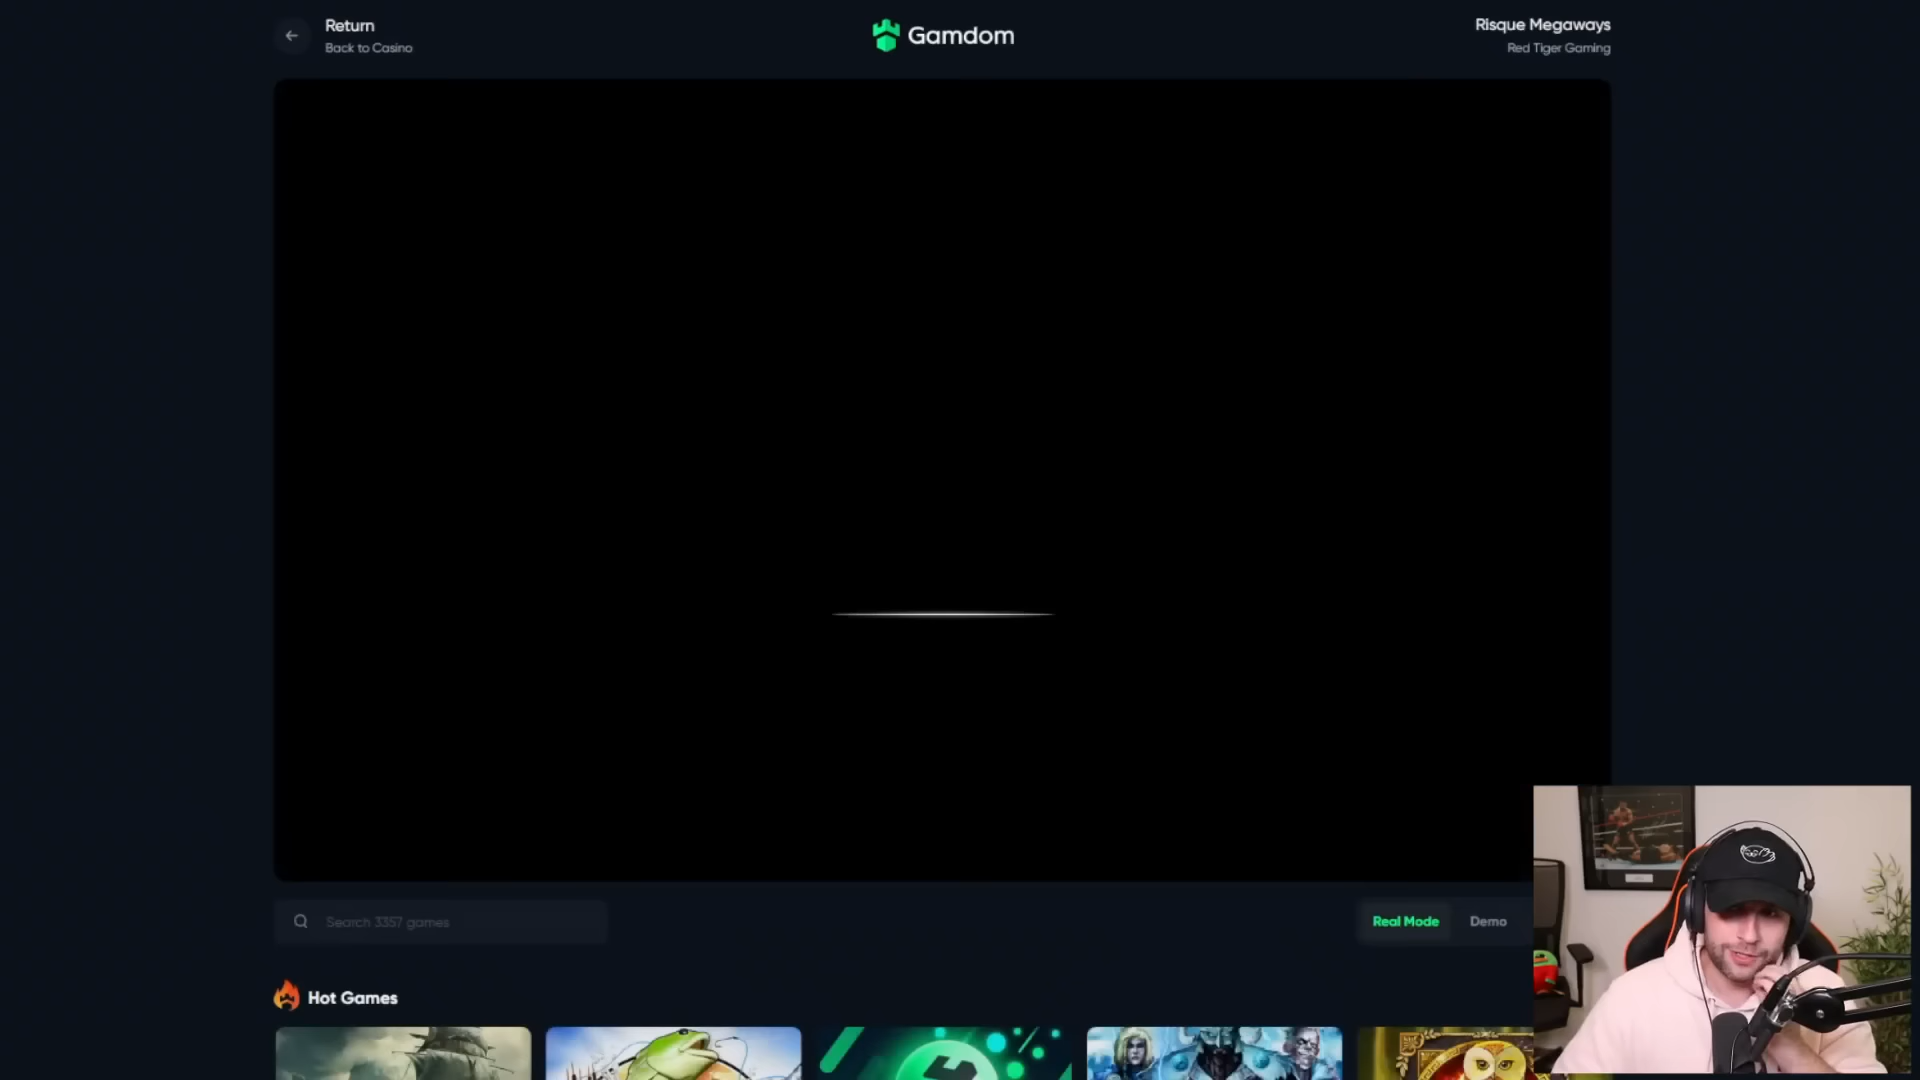 Return
Back to Casino
Gamdom
Risque Megaways
Red Tiger Gaming
Search 3357 games
Real Mode
Demo
Hot Games